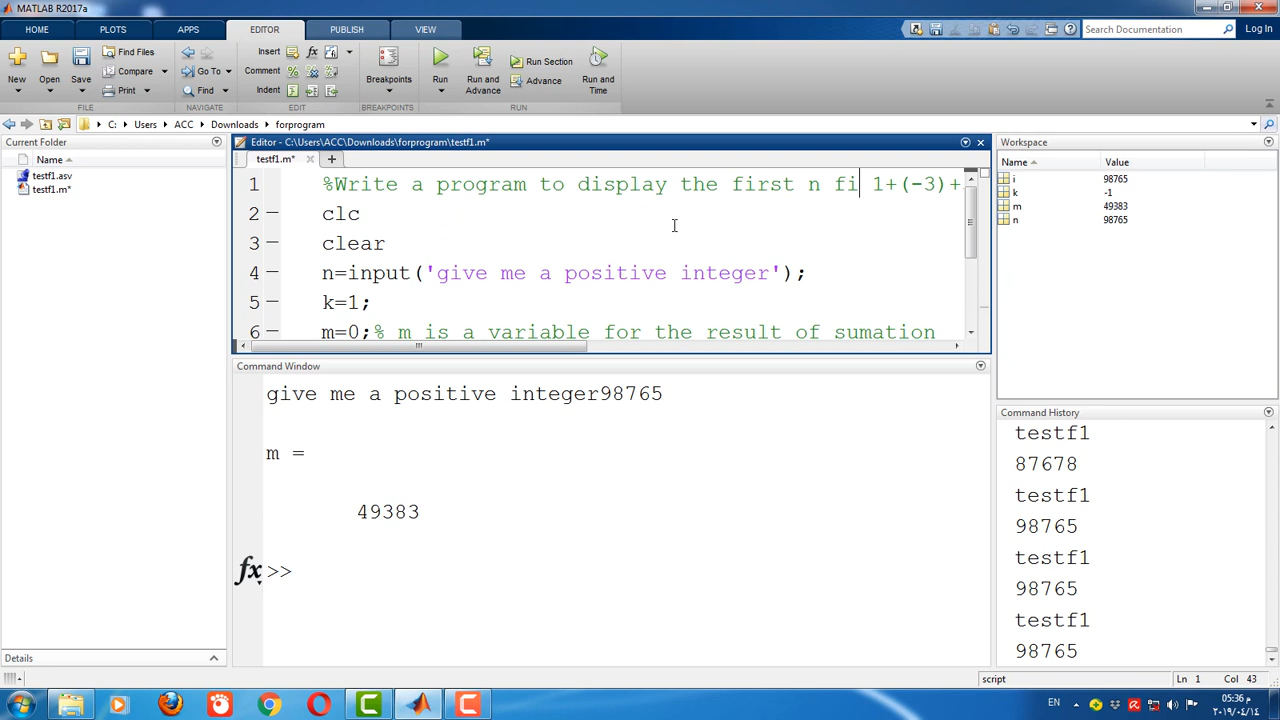 MATLAB R2017a
HOME PLOTS APPS EDITOR PUBLISH VIEW
Search Documentation Log In
New Open Save Find Files Compare Print
Go To Find
Insert fx
Comment
Indent
Breakpoints
Run Run and Advance Run Section Advance Run and Time
FILE NAVIGATE EDIT BREAKPOINTS RUN
C: Users ACC Downloads forprogram
Current Folder
Name
testf1.asv
testf1.m*
Details
Editor - C:\Users\ACC\Downloads\forprogram\testf1.m*
testf1.m* +
1 %Write a program to display the first n fi 1+(-3)+
2 clc
3 clear
4 n=input('give me a positive integer');
5 k=1;
6 m=0;% m is a variable for the result of sumation
Command Window
give me a positive integer98765
m =
49383
fx >>
Workspace
Name Value
i 98765
k -1
m 49383
n 98765
Command History
testf1
87678
testf1
98765
testf1
98765
testf1
98765
script Ln 1 Col 43
EN 05:36 م
٢٠١٩/٠٤/١٤